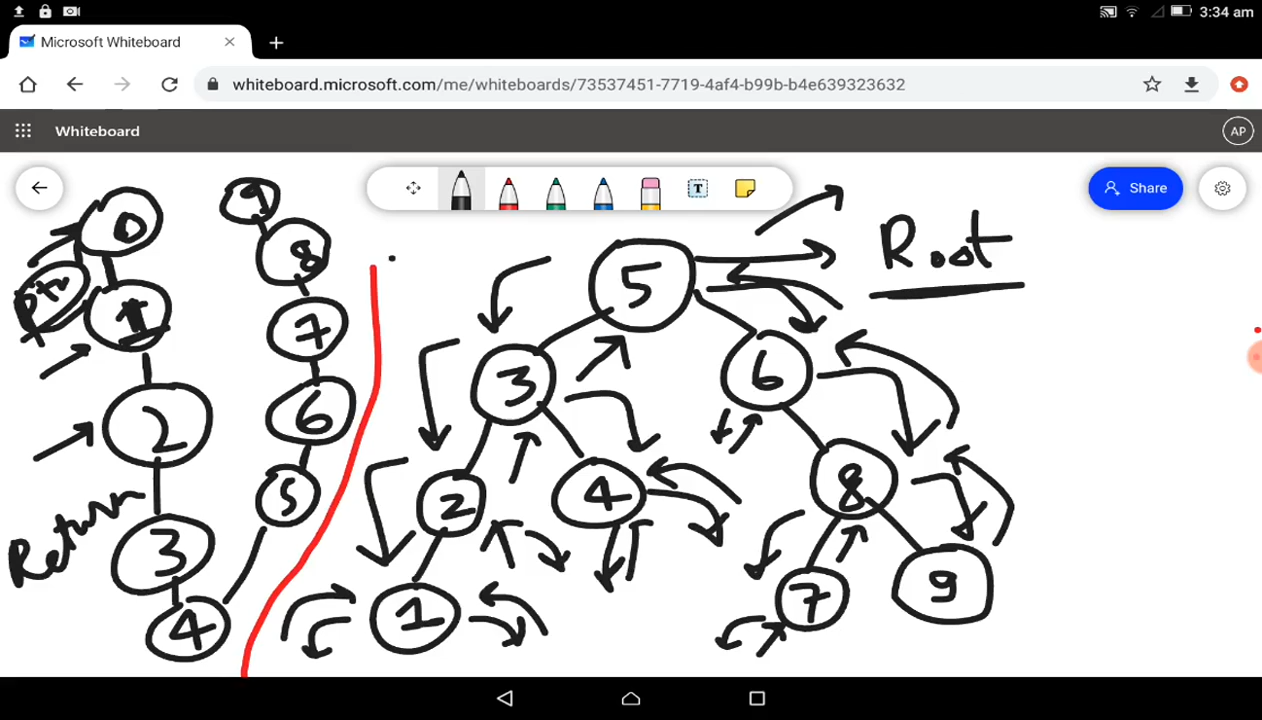 3:34 am
Microsoft Whiteboard
whiteboard.microsoft.com/me/whiteboards/73537451-7719-4af4-b99b-b4e639323632
Whiteboard
AP
T
Share
0
ptr
1
2
Return
3
4
9
8
7
6
5
Root
5
3
6
2
4
8
1
7
9